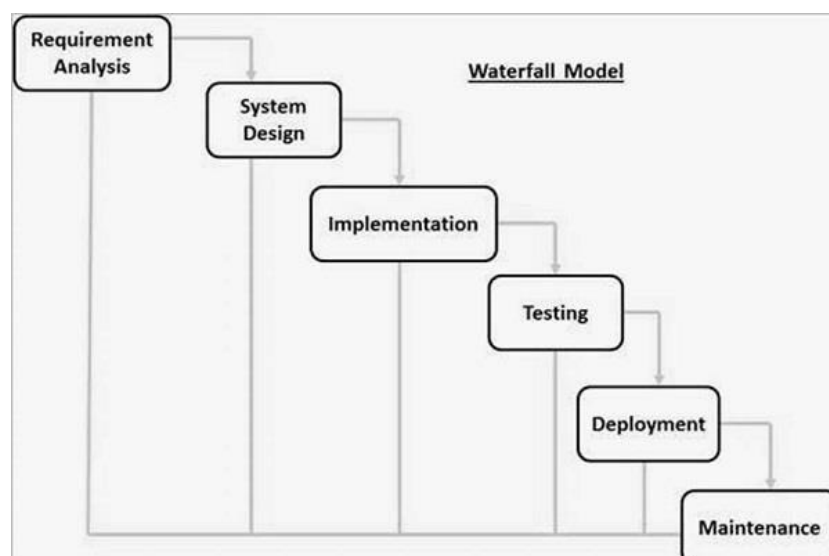 Requirement
Analysis
Waterfall Model
System
Design
Implementation
Testing
Deployment
Maintenance